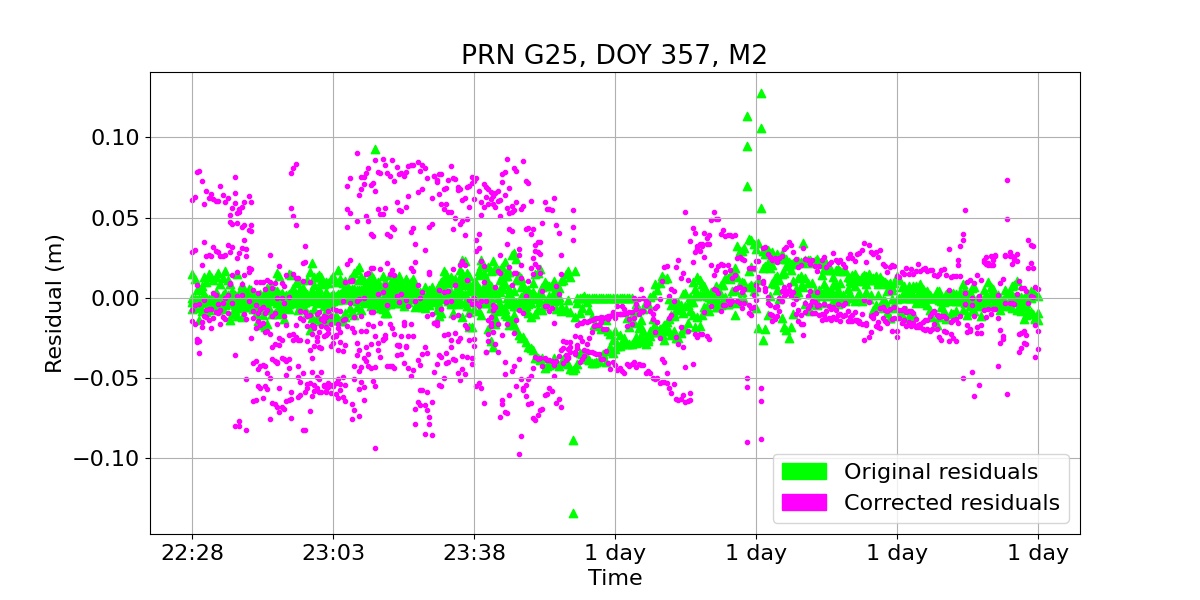 PRN G25, DOY 357, M2
Residual (m)
0.10
0.05
0.00
−0.05
−0.10
Original residuals
Corrected residuals
22:28 23:03 23:38 1 day 1 day 1 day 1 day
Time